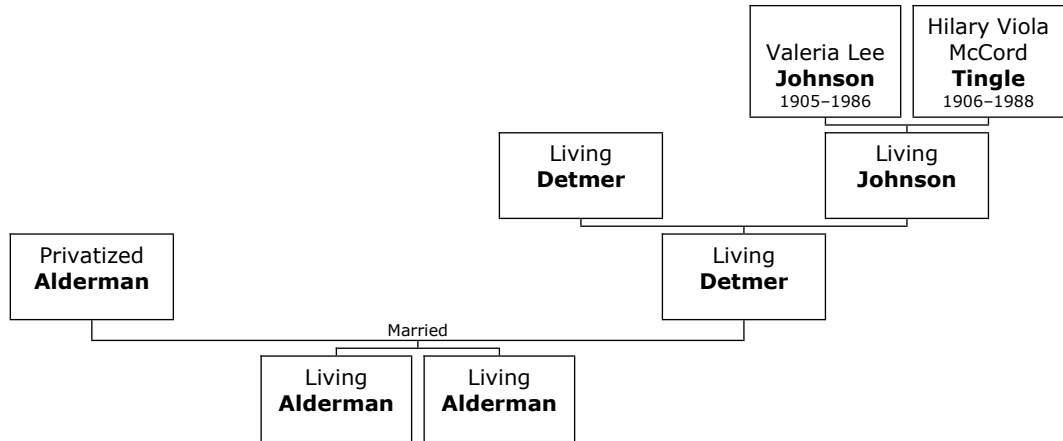 Valeria Lee
Johnson
1905–1986
Hilary Viola
McCord
Tingle
1906–1988
Living
Detmer
Living
Johnson
Privatized
Alderman
Living
Detmer
Married
Living
Alderman
Living
Alderman